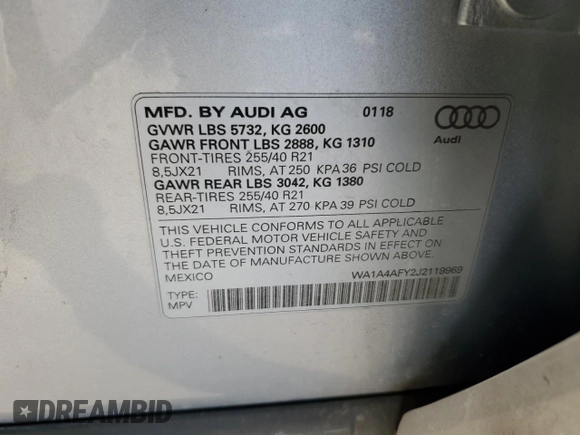 MFD. BY AUDI AG 0118
GVWR LBS 5732, KG 2600
GAWR FRONT LBS 2888, KG 1310
FRONT-TIRES 255/40 R21
8,5JX21 RIMS, AT 250 KPA 36 PSI COLD
GAWR REAR LBS 3042, KG 1380
REAR-TIRES 255/40 R21
8,5JX21 RIMS, AT 270 KPA 39 PSI COLD
Audi
THIS VEHICLE CONFORMS TO ALL APPLICABLE
U.S. FEDERAL MOTOR VEHICLE SAFETY AND
THEFT PREVENTION STANDARDS IN EFFECT ON
THE DATE OF MANUFACTURE SHOWN ABOVE.
MEXICO WA1A4AFY2J2119969
TYPE:
MPV
DREAMBID